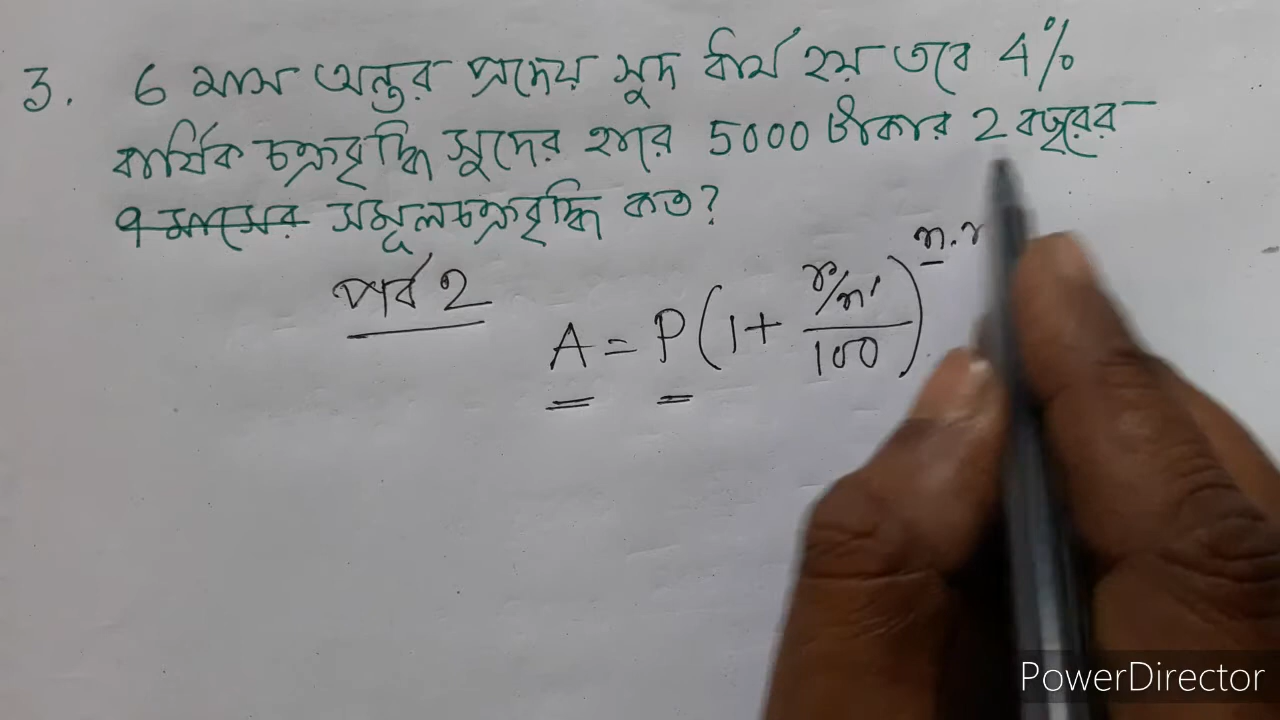 3. 6 মাস অন্তর প্রদেয় সুদ ধার্য হয় তবে 4%
বার্ষিক চক্রবৃদ্ধি সুদের হারে 5000 টাকার 2 বছরের
সমূলচক্রবৃদ্ধি কত?
পর্ব 2
A = P(1 + r/n' / 100)^n.n
PowerDirector